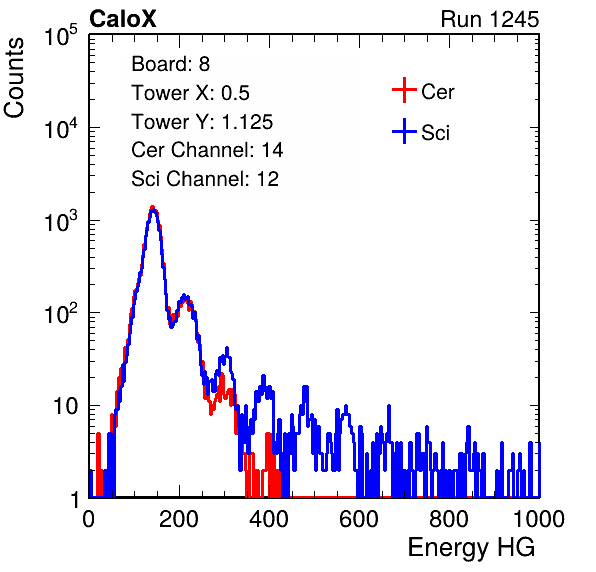 CaloX Run 1245
Counts
10^5
10^4
10^3
10^2
10
1
Board: 8
Tower X: 0.5
Tower Y: 1.125
Cer Channel: 14
Sci Channel: 12
Cer
Sci
0 200 400 600 800 1000
Energy HG